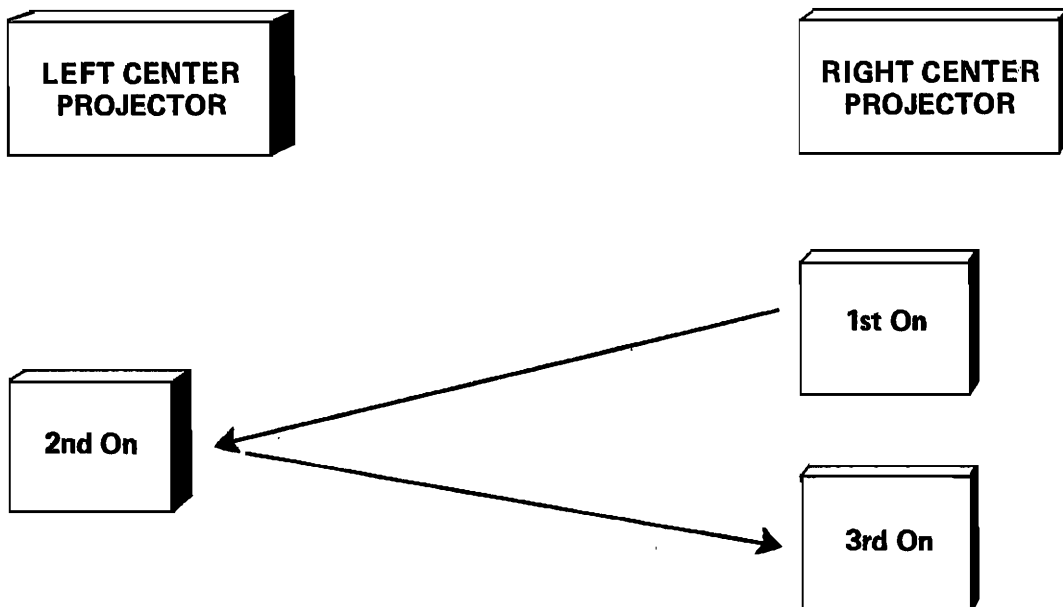 LEFT CENTER
PROJECTOR
RIGHT CENTER
PROJECTOR
1st On
2nd On
3rd On